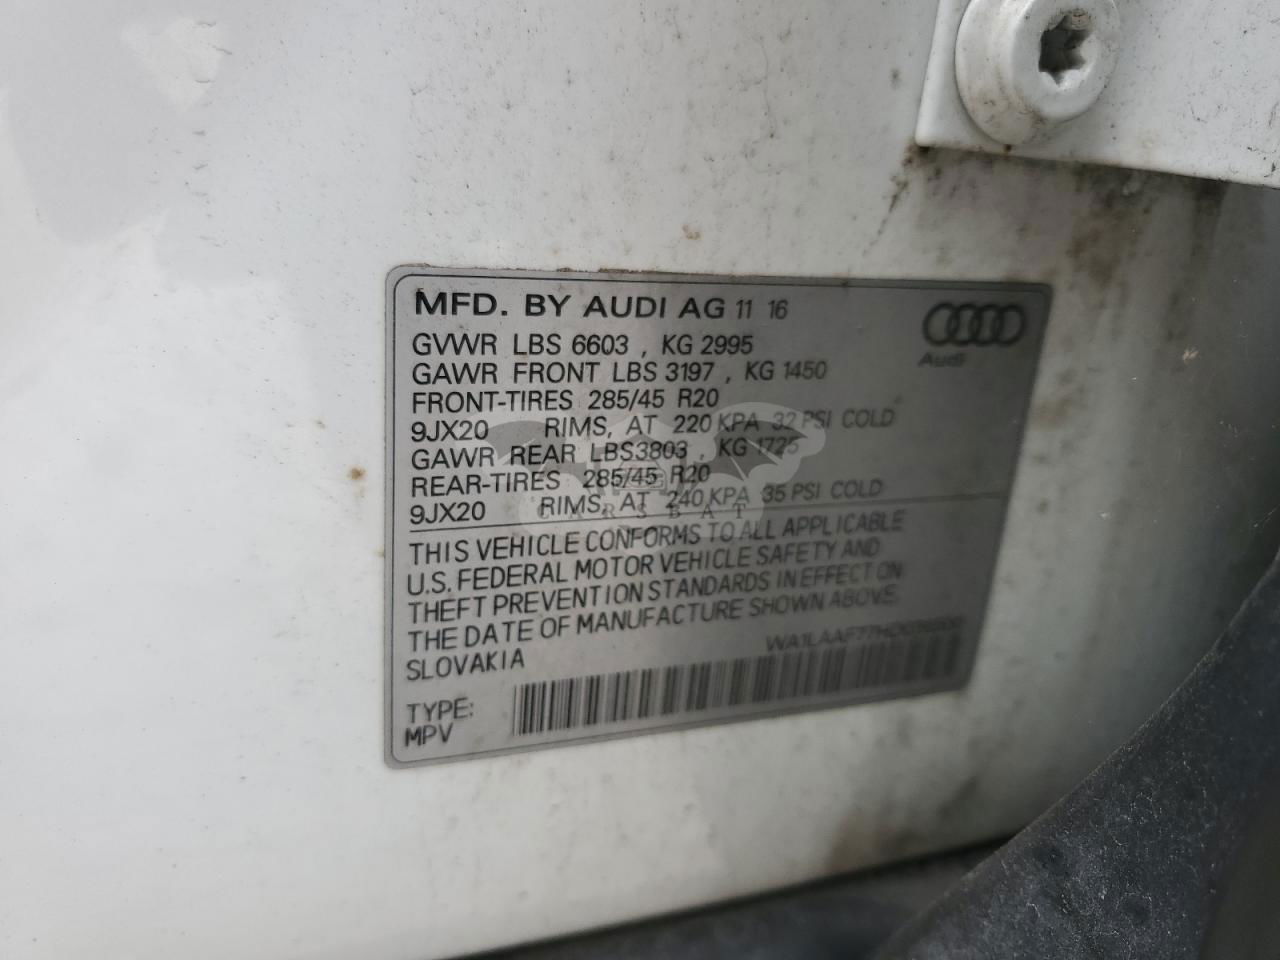 MFD. BY AUDI AG 11 16
Audi
GVWR LBS 6603 , KG 2995
GAWR FRONT LBS 3197 , KG 1450
FRONT-TIRES 285/45 R20
9JX20 RIMS, AT 220 KPA 32 PSI COLD
GAWR REAR LBS3803 , KG 1725
REAR-TIRES 285/45 R20
9JX20 RIMS, AT 240 KPA 35 PSI COLD
CARSBAT
THIS VEHICLE CONFORMS TO ALL APPLICABLE
U.S. FEDERAL MOTOR VEHICLE SAFETY AND
THEFT PREVENTION STANDARDS IN EFFECT ON
THE DATE OF MANUFACTURE SHOWN ABOVE.
SLOVAKIA
TYPE:
MPV